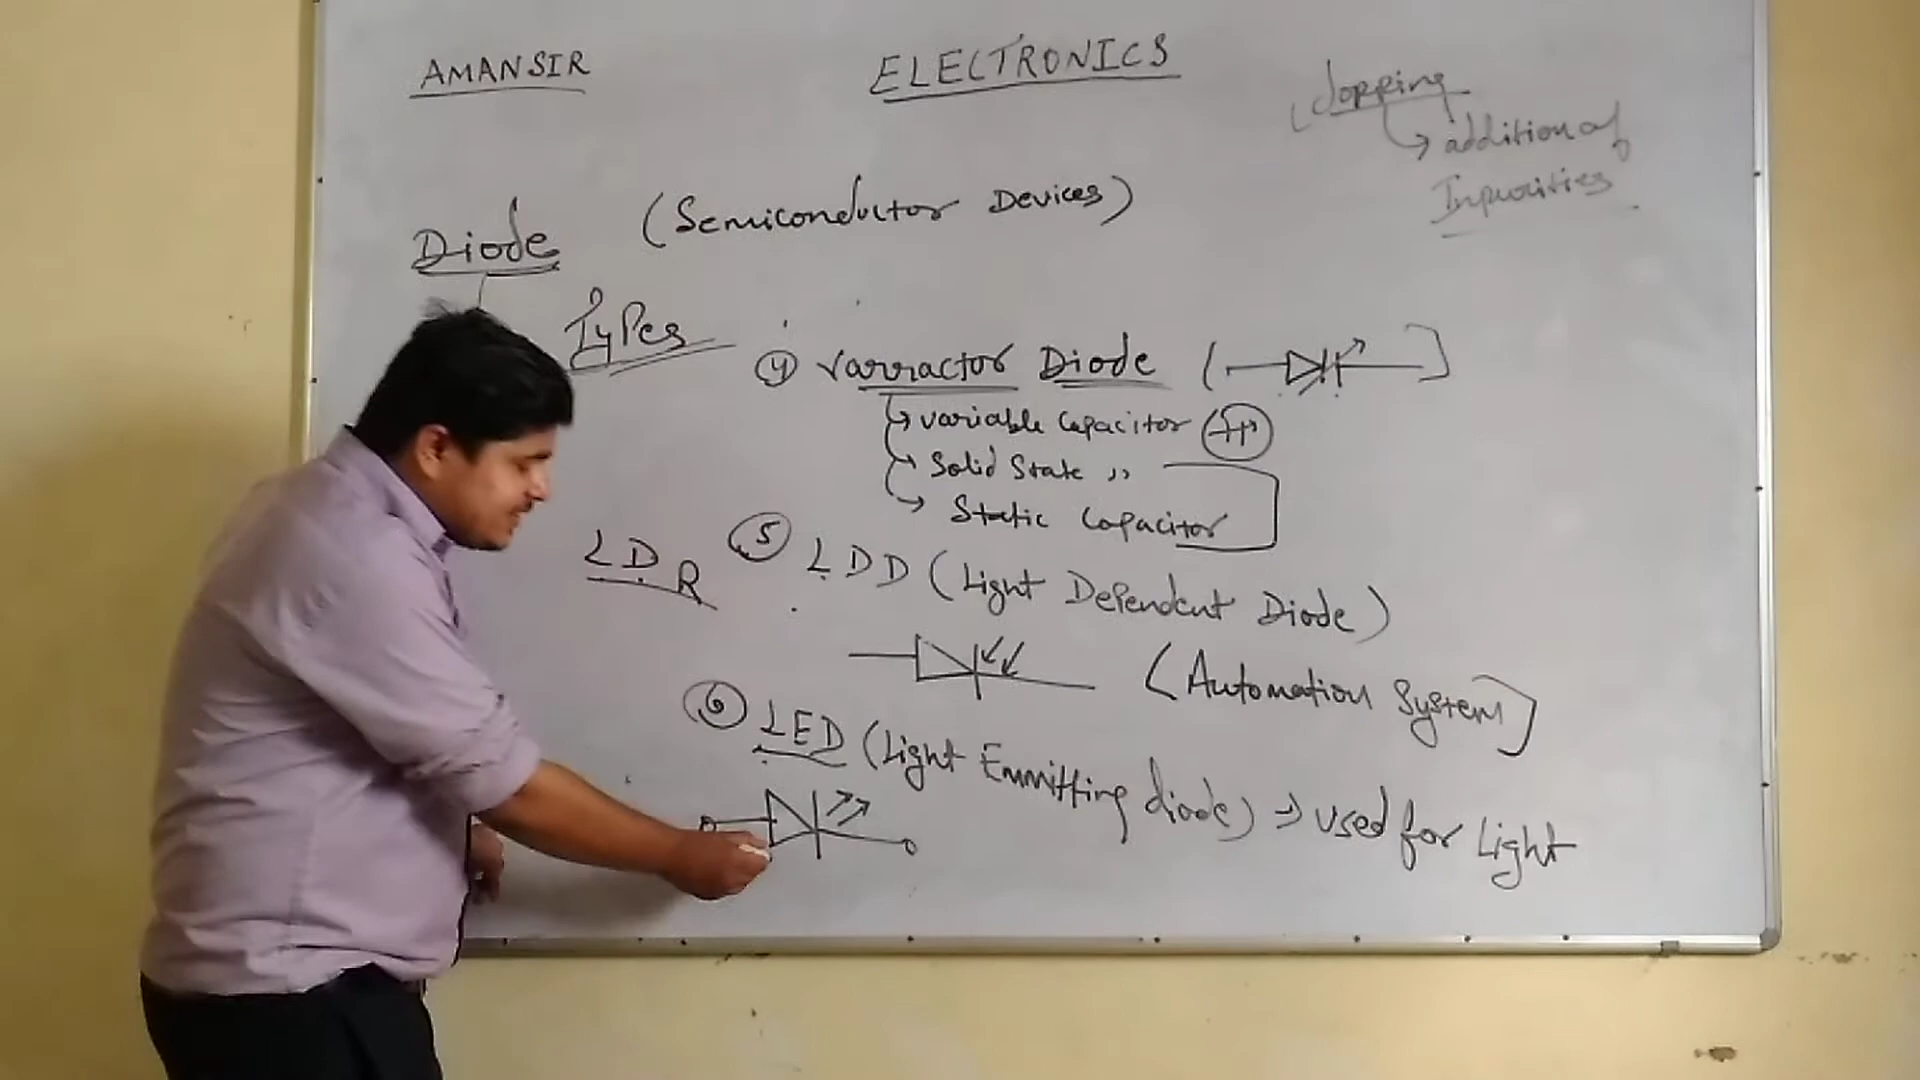 AMANSIR
ELECTRONICS
(dopping
→ addition of
Inpurities
Diode (Semiconductor Devices)
Types
④ Varractor Diode ( )
→ variable Capacitor
→ Solid State ,,
→ Static Capacitor
LDR
⑤ LDD (Light Dependent Diode)
(Automation System)
⑥ LED (Light Emmitting diode) → used for Light